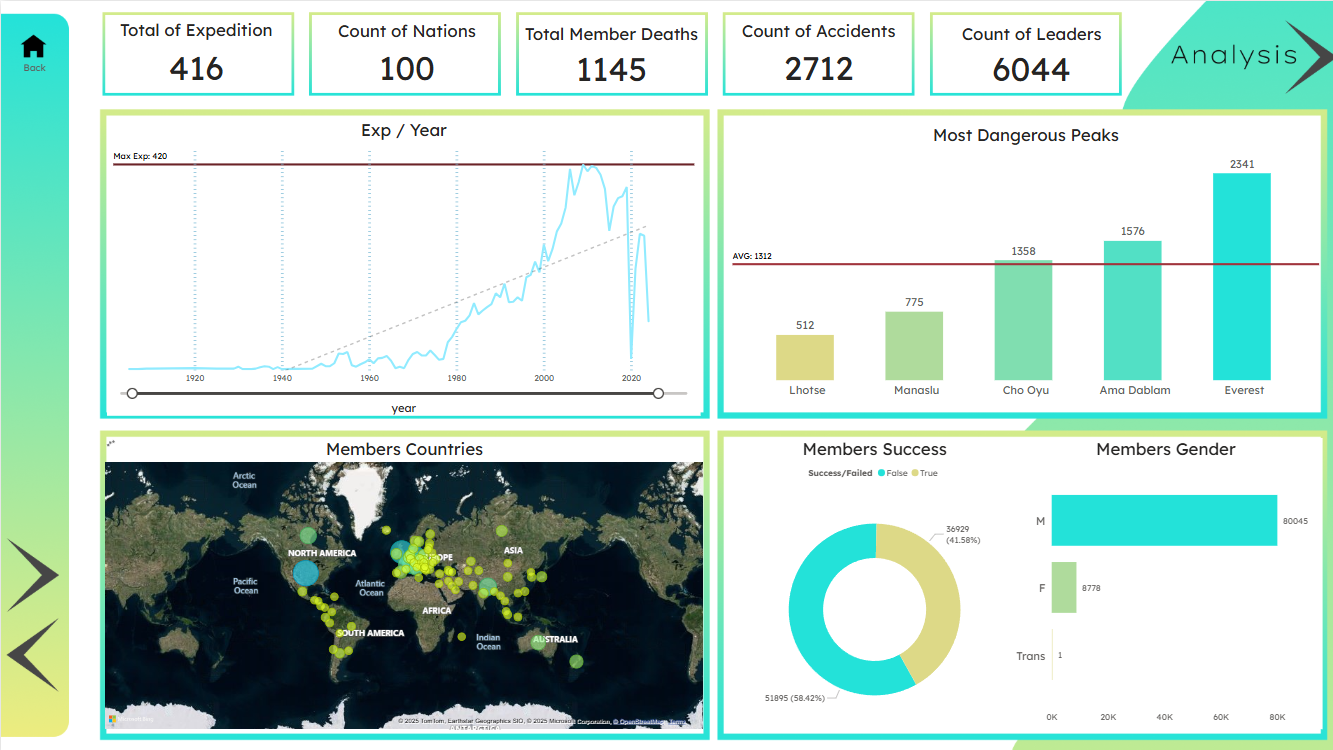 Back
Total of Expedition
416
Count of Nations
100
Total Member Deaths
1145
Count of Accidents
2712
Count of Leaders
6044
Analysis
Exp / Year
Max Exp: 420
1920 1940 1960 1980 2000 2020
year
Most Dangerous Peaks
AVG: 1312
512 775 1358 1576 2341
Lhotse Manaslu Cho Oyu Ama Dablam Everest
Members Countries
Arctic
Ocean
NORTH AMERICA
ASIA
Pacific
Ocean
Atlantic
Ocean
AFRICA
SOUTH AMERICA
Indian
Ocean
AUSTRALIA
© 2025 TomTom, Earthstar Geographics SIO, © 2025 Microsoft Corporation, © OpenStreetMap Terms
Members Success
Success/Failed False True
36929
(41.58%)
51895 (58.42%)
Members Gender
M 80045
F 8778
Trans 1
0K 20K 40K 60K 80K